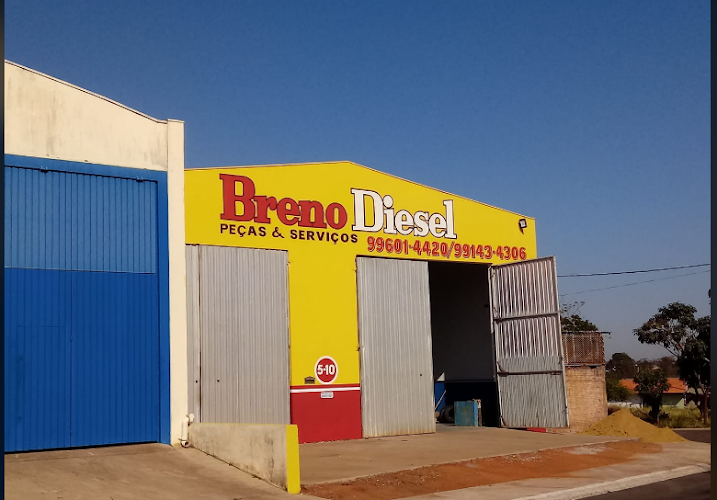 Breno Diesel
PEÇAS & SERVIÇOS
99601-4420/99143-4306
5-10